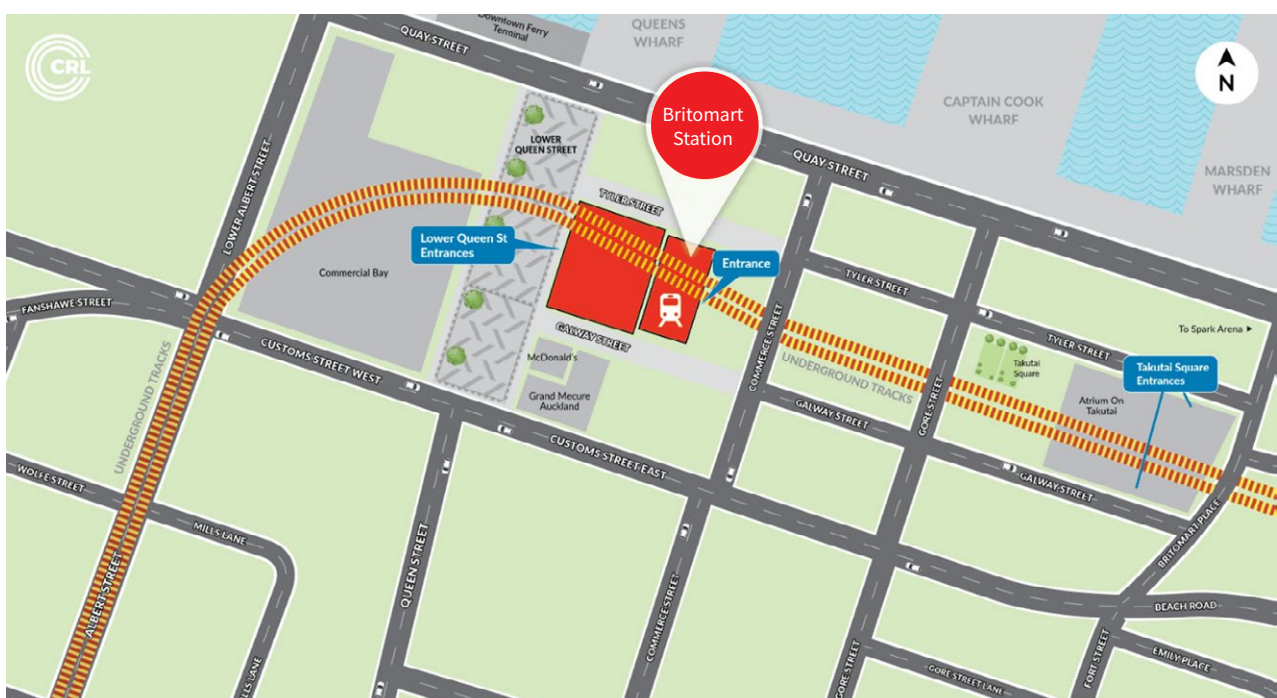 CRL
Downtown Ferry
Terminal
QUEENS
WHARF
QUAY STREET
N
CAPTAIN COOK
WHARF
MARSDEN
WHARF
Britomart
Station
LOWER
QUEEN STREET
QUAY STREET
LOWER ALBERT STREET
TYLER STREET
Lower Queen St
Entrances
Entrance
Commercial Bay
TYLER STREET
To Spark Arena
FANSHAWE STREET
GALWAY STREET
COMMERCE STREET
TYLER STREET
Takutai
Square
Takutai Square
Entrances
McDonald's
UNDERGROUND TRACKS
CUSTOMS STREET WEST
Grand Mecure
Auckland
GORE STREET
Atrium On
Takutai
GALWAY STREET
UNDERGROUND TRACKS
CUSTOMS STREET EAST
GALWAY STREET
WOLFE STREET
MILLS LANE
BRITOMART PLACE
ALBERT STREET
QUEEN STREET
COMMERCE STREET
BEACH ROAD
GORE STREET
FORT STREET
EMILY PLACE
GORE STREET LANE
LLS LANE